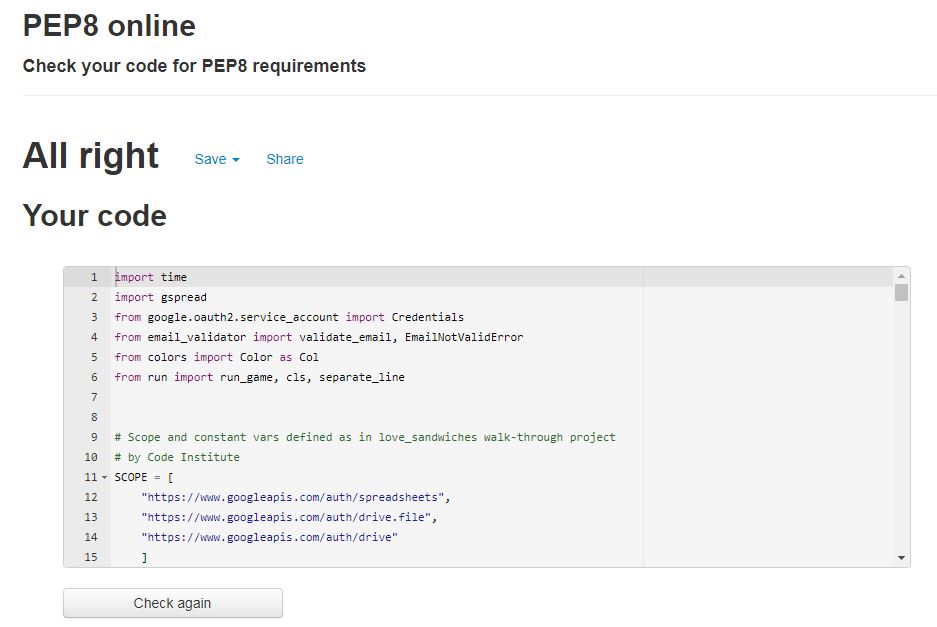 PEP8 online
Check your code for PEP8 requirements
All right Save Share
Your code
1 import time
2 import gspread
3 from google.oauth2.service_account import Credentials
4 from email_validator import validate_email, EmailNotValidError
5 from colors import Color as Col
6 from run import run_game, cls, separate_line
7
8
9 # Scope and constant vars defined as in love_sandwiches walk-through project
10 # by Code Institute
11 SCOPE = [
12 "https://www.googleapis.com/auth/spreadsheets",
13 "https://www.googleapis.com/auth/drive.file",
14 "https://www.googleapis.com/auth/drive"
15 ]
Check again